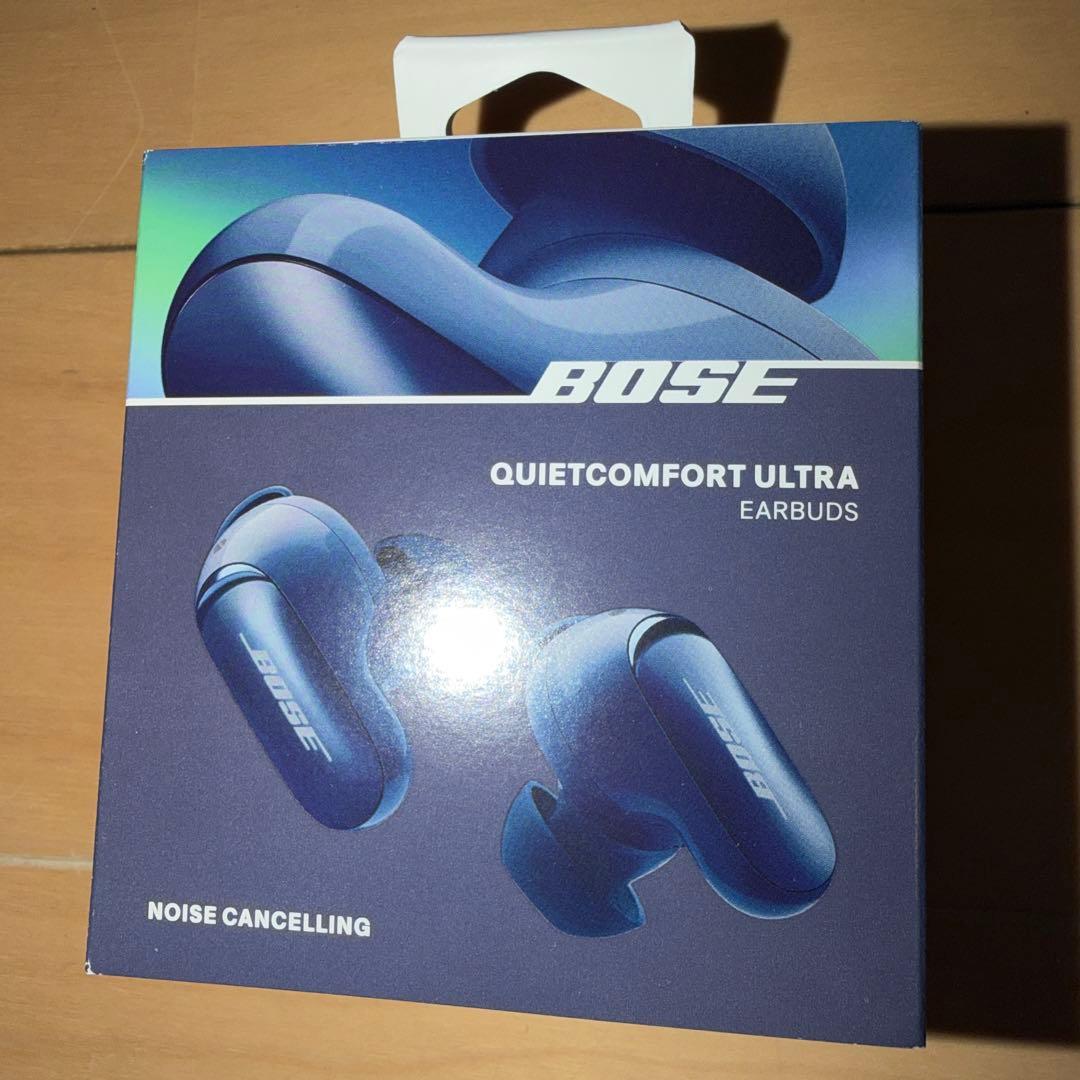 BOSE
QUIETCOMFORT ULTRA
EARBUDS
BOSE
BOSE
NOISE CANCELLING